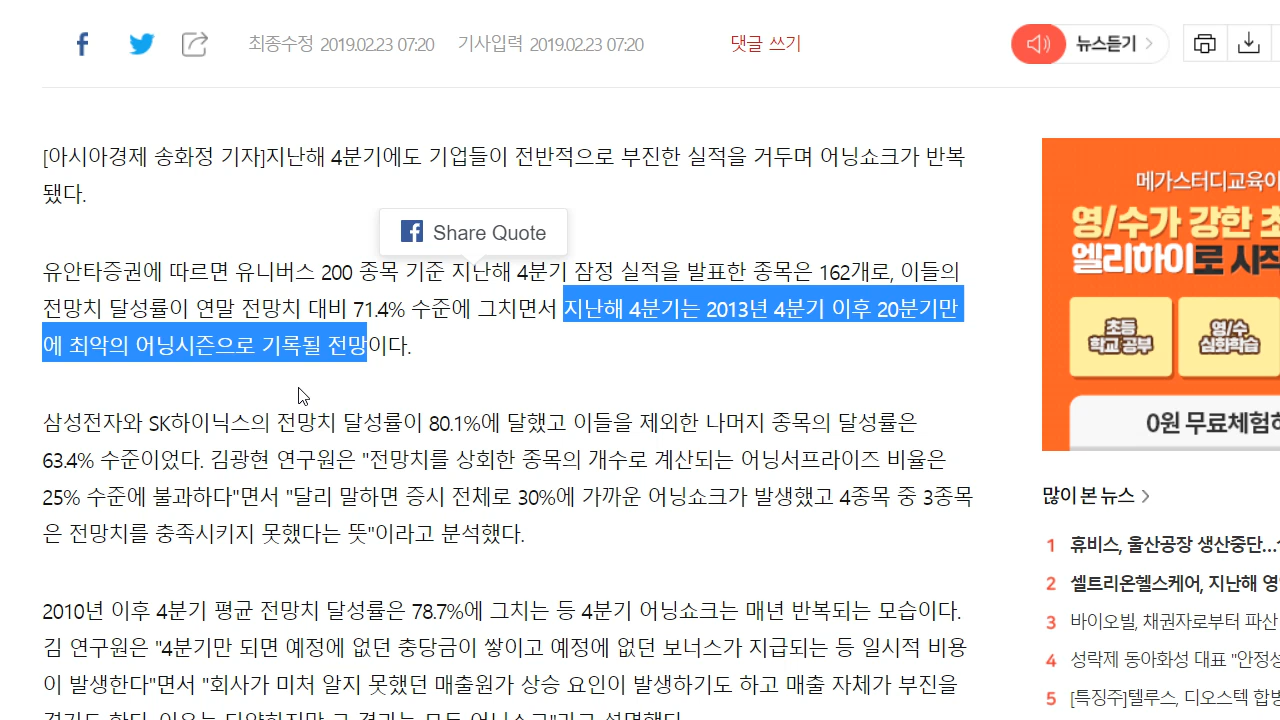 최종수정 2019.02.23 07:20 기사입력 2019.02.23 07:20 댓글 쓰기 뉴스듣기
[아시아경제 송화정 기자]지난해 4분기에도 기업들이 전반적으로 부진한 실적을 거두며 어닝쇼크가 반복
됐다.
Share Quote
유안타증권에 따르면 유니버스 200 종목 기준 지난해 4분기 잠정 실적을 발표한 종목은 162개로, 이들의
전망치 달성률이 연말 전망치 대비 71.4% 수준에 그치면서 지난해 4분기는 2013년 4분기 이후 20분기만
에 최악의 어닝시즌으로 기록될 전망이다.
삼성전자와 SK하이닉스의 전망치 달성률이 80.1%에 달했고 이들을 제외한 나머지 종목의 달성률은
63.4% 수준이었다. 김광현 연구원은 "전망치를 상회한 종목의 개수로 계산되는 어닝서프라이즈 비율은
25% 수준에 불과하다"면서 "달리 말하면 증시 전체로 30%에 가까운 어닝쇼크가 발생했고 4종목 중 3종목
은 전망치를 충족시키지 못했다는 뜻"이라고 분석했다.
2010년 이후 4분기 평균 전망치 달성률은 78.7%에 그치는 등 4분기 어닝쇼크는 매년 반복되는 모습이다.
김 연구원은 "4분기만 되면 예정에 없던 충당금이 쌓이고 예정에 없던 보너스가 지급되는 등 일시적 비용
이 발생한다"면서 "회사가 미처 알지 못했던 매출원가 상승 요인이 발생하기도 하고 매출 자체가 부진을
메가스터디교육이
영/수가 강한 초
엘리하이로 시작
초등
학교 공부
영/수
심화학습
0원 무료체험
많이 본 뉴스
1 휴비스, 울산공장 생산중단…
2 셀트리온헬스케어, 지난해 영
3 바이오빌, 채권자로부터 파산
4 성락제 동아화성 대표 "안정
5 [특징주]텔루스, 디오스텍 합